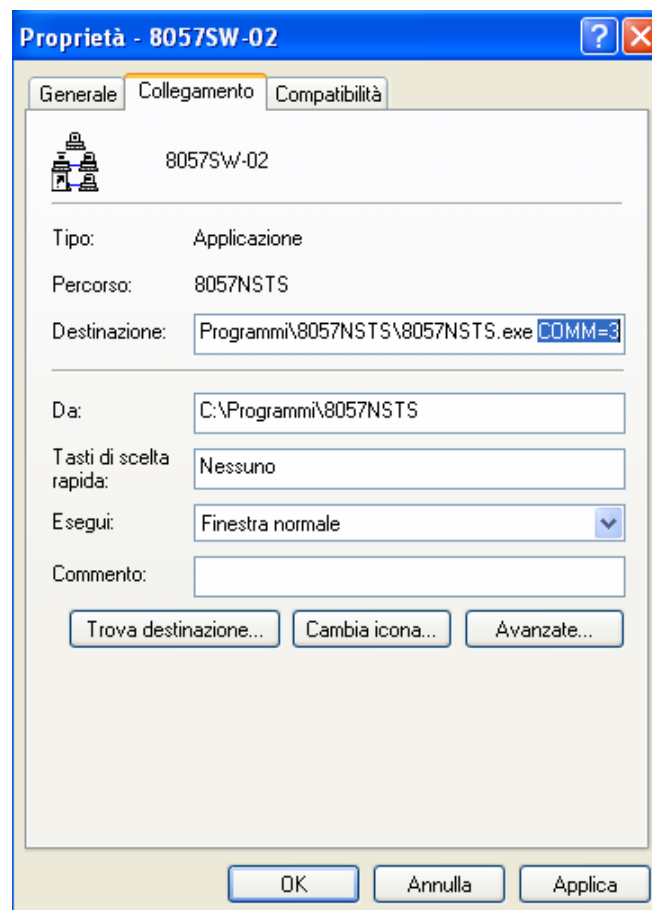 Proprietà - 8057SW-02
Generale Collegamento Compatibilità
8057SW-02
Tipo: Applicazione
Percorso: 8057NSTS
Destinazione: Programmi\8057NSTS\8057NSTS.exe COMM=3
Da: C:\Programmi\8057NSTS
Tasti di scelta
rapida: Nessuno
Esegui: Finestra normale
Commento:
Trova destinazione... Cambia icona... Avanzate...
OK Annulla Applica